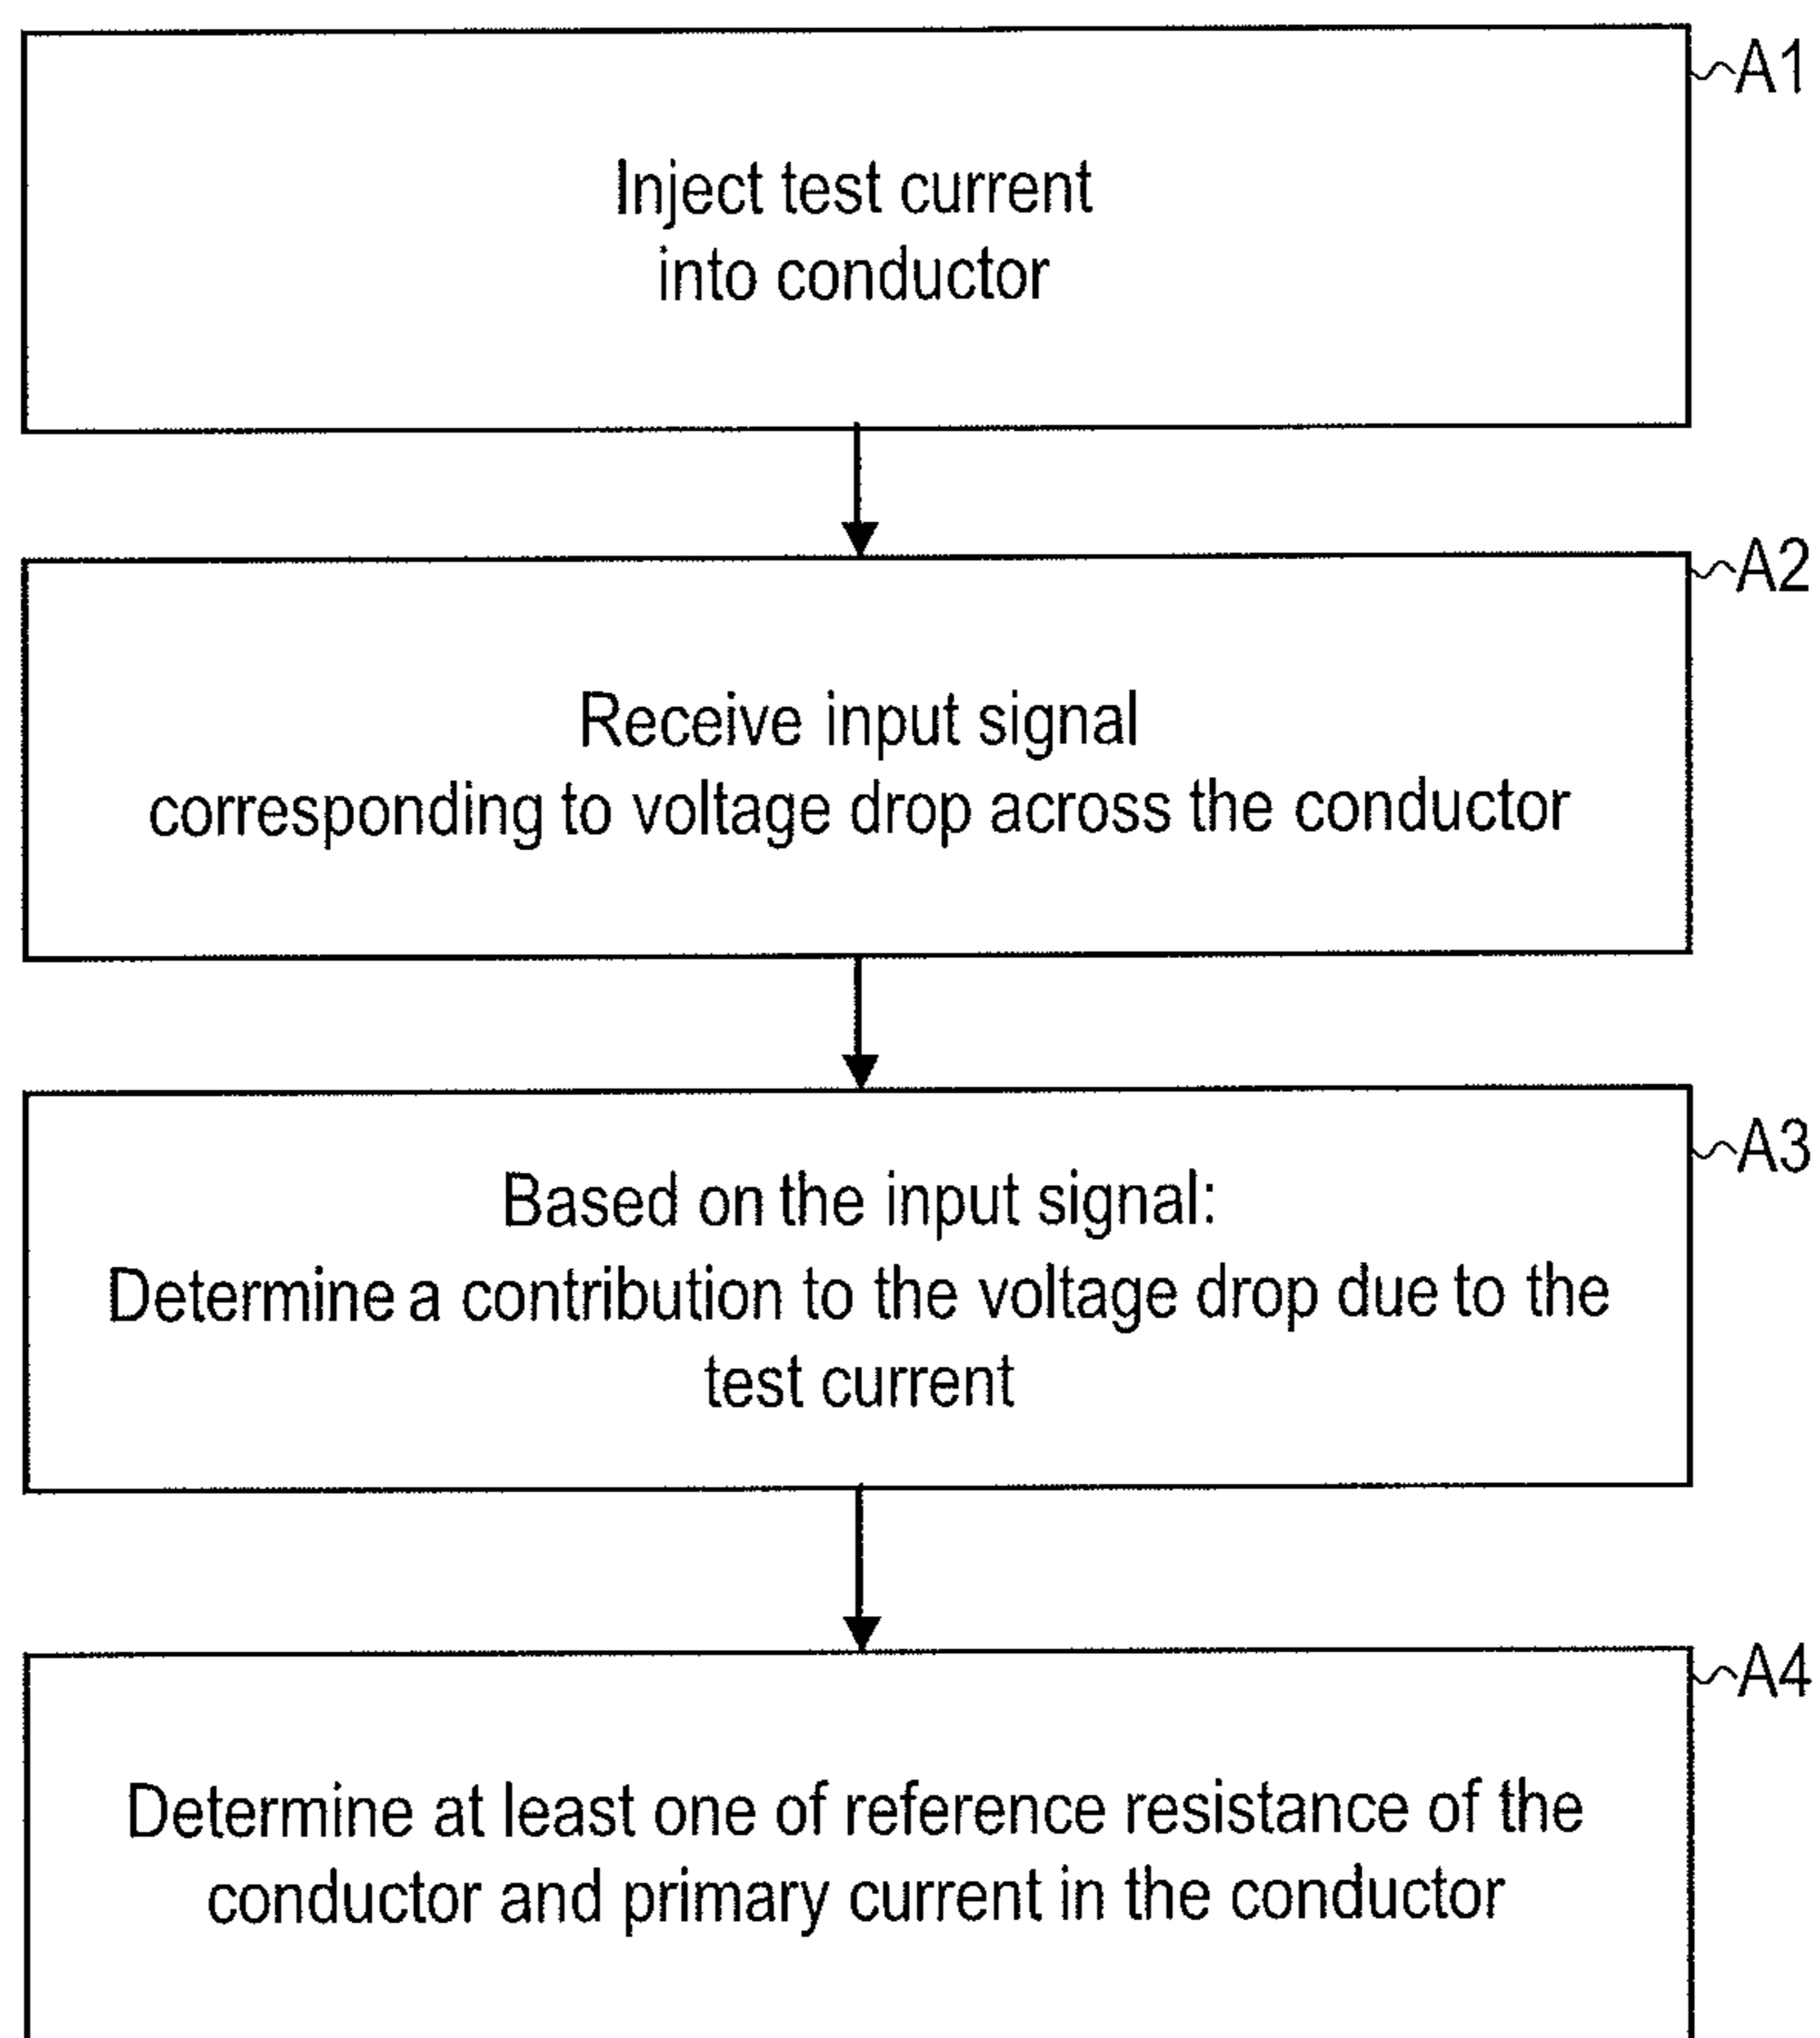 A1
Inject test current
into conductor
A2
Receive input signal
corresponding to voltage drop across the conductor
A3
Based on the input signal:
Determine a contribution to the voltage drop due to the
test current
A4
Determine at least one of reference resistance of the
conductor and primary current in the conductor